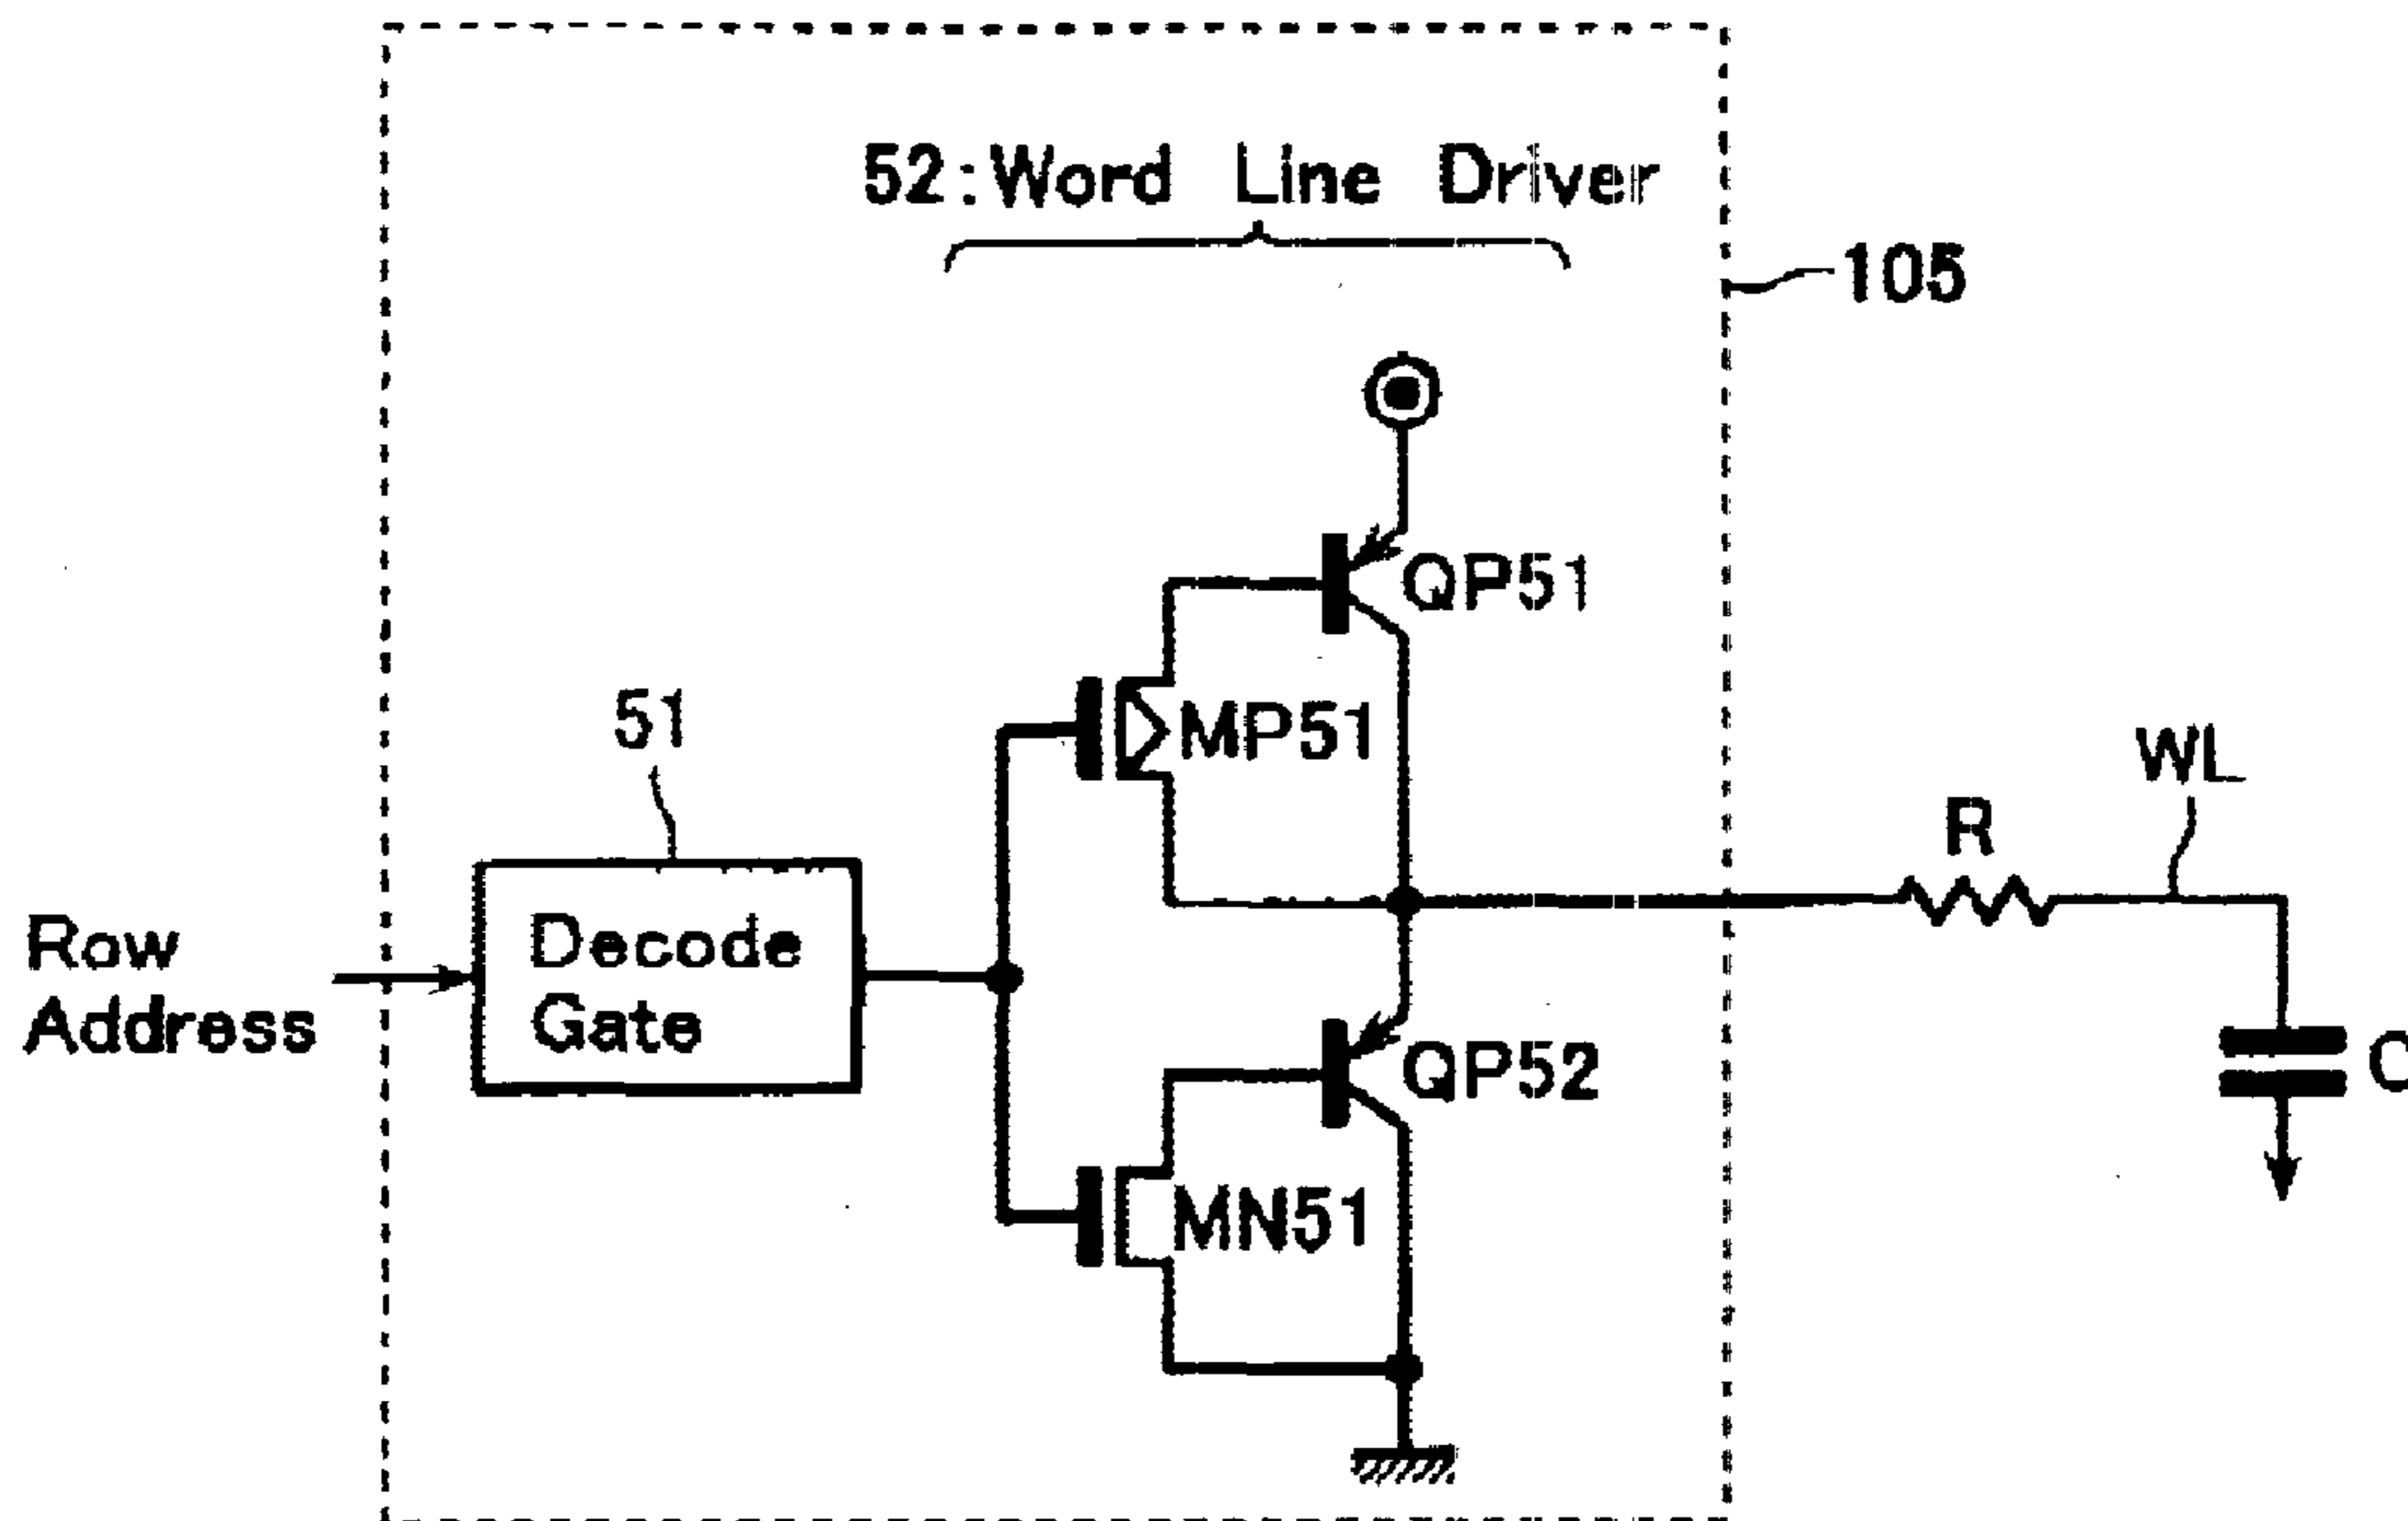 52:Word Line Driver
105
QP51
51
MP51
WL
R
Row
Address
Decode
Gate
QP52
MN51